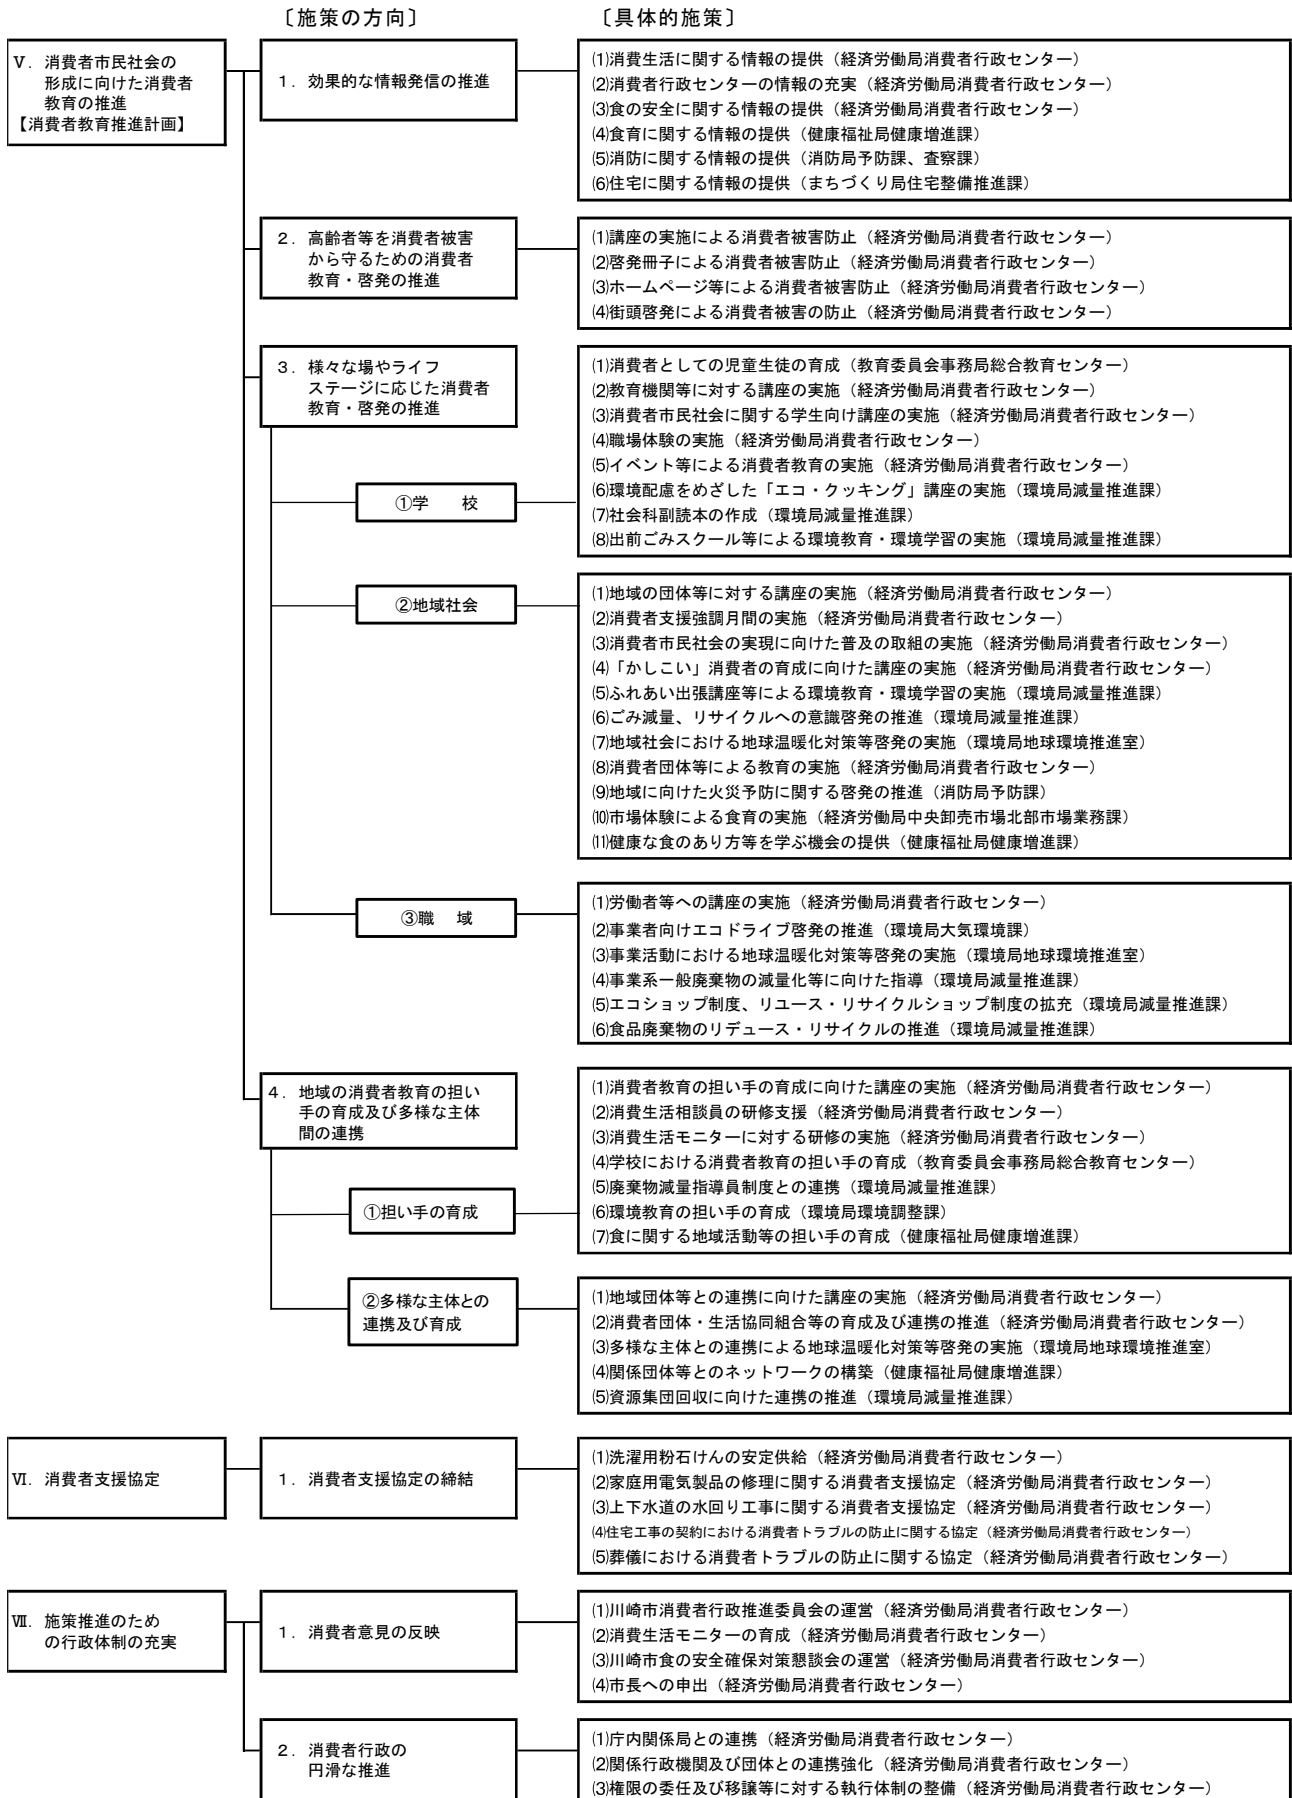 〔施策の方向〕
〔具体的施策〕
Ⅴ．消費者市民社会の
形成に向けた消費者
教育の推進
【消費者教育推進計画】
１．効果的な情報発信の推進
⑴消費生活に関する情報の提供（経済労働局消費者行政センター）
⑵消費者行政センターの情報の充実（経済労働局消費者行政センター）
⑶食の安全に関する情報の提供（経済労働局消費者行政センター）
⑷食育に関する情報の提供（健康福祉局健康増進課）
⑸消防に関する情報の提供（消防局予防課、査察課）
⑹住宅に関する情報の提供（まちづくり局住宅整備推進課）
２．高齢者等を消費者被害
から守るための消費者
教育・啓発の推進
⑴講座の実施による消費者被害防止（経済労働局消費者行政センター）
⑵啓発冊子による消費者被害防止（経済労働局消費者行政センター）
⑶ホームページ等による消費者被害防止（経済労働局消費者行政センター）
⑷街頭啓発による消費者被害の防止（経済労働局消費者行政センター）
３．様々な場やライフ
ステージに応じた消費者
教育・啓発の推進
①学　　校
⑴消費者としての児童生徒の育成（教育委員会事務局総合教育センター）
⑵教育機関等に対する講座の実施（経済労働局消費者行政センター）
⑶消費者市民社会に関する学生向け講座の実施（経済労働局消費者行政センター）
⑷職場体験の実施（経済労働局消費者行政センター）
⑸イベント等による消費者教育の実施（経済労働局消費者行政センター）
⑹環境配慮をめざした「エコ・クッキング」講座の実施（環境局減量推進課）
⑺社会科副読本の作成（環境局減量推進課）
⑻出前ごみスクール等による環境教育・環境学習の実施（環境局減量推進課）
②地域社会
⑴地域の団体等に対する講座の実施（経済労働局消費者行政センター）
⑵消費者支援強調月間の実施（経済労働局消費者行政センター）
⑶消費者市民社会の実現に向けた普及の取組の実施（経済労働局消費者行政センター）
⑷「かしこい」消費者の育成に向けた講座の実施（経済労働局消費者行政センター）
⑸ふれあい出張講座等による環境教育・環境学習の実施（環境局減量推進課）
⑹ごみ減量、リサイクルへの意識啓発の推進（環境局減量推進課）
⑺地域社会における地球温暖化対策等啓発の実施（環境局地球環境推進室）
⑻消費者団体等による教育の実施（経済労働局消費者行政センター）
⑼地域に向けた火災予防に関する啓発の推進（消防局予防課）
⑽市場体験による食育の実施（経済労働局中央卸売市場北部市場業務課）
⑾健康な食のあり方等を学ぶ機会の提供（健康福祉局健康増進課）
③職　域
⑴労働者等への講座の実施（経済労働局消費者行政センター）
⑵事業者向けエコドライブ啓発の推進（環境局大気環境課）
⑶事業活動における地球温暖化対策等啓発の実施（環境局地球環境推進室）
⑷事業系一般廃棄物の減量化等に向けた指導（環境局減量推進課）
⑸エコショップ制度、リユース・リサイクルショップ制度の拡充（環境局減量推進課）
⑹食品廃棄物のリデュース・リサイクルの推進（環境局減量推進課）
４．地域の消費者教育の担い
手の育成及び多様な主体
間の連携
①担い手の育成
⑴消費者教育の担い手の育成に向けた講座の実施（経済労働局消費者行政センター）
⑵消費生活相談員の研修支援（経済労働局消費者行政センター）
⑶消費生活モニターに対する研修の実施（経済労働局消費者行政センター）
⑷学校における消費者教育の担い手の育成（教育委員会事務局総合教育センター）
⑸廃棄物減量指導員制度との連携（環境局減量推進課）
⑹環境教育の担い手の育成（環境局環境調整課）
⑺食に関する地域活動等の担い手の育成（健康福祉局健康増進課）
②多様な主体との
連携及び育成
⑴地域団体等との連携に向けた講座の実施（経済労働局消費者行政センター）
⑵消費者団体・生活協同組合等の育成及び連携の推進（経済労働局消費者行政センター）
⑶多様な主体との連携による地球温暖化対策等啓発の実施（環境局地球環境推進室）
⑷関係団体等とのネットワークの構築（健康福祉局健康増進課）
⑸資源集団回収に向けた連携の推進（環境局減量推進課）
Ⅵ．消費者支援協定
１．消費者支援協定の締結
⑴洗濯用粉石けんの安定供給（経済労働局消費者行政センター）
⑵家庭用電気製品の修理に関する消費者支援協定（経済労働局消費者行政センター）
⑶上下水道の水回り工事に関する消費者支援協定（経済労働局消費者行政センター）
⑷住宅工事の契約における消費者トラブルの防止に関する協定（経済労働局消費者行政センター）
⑸葬儀における消費者トラブルの防止に関する協定（経済労働局消費者行政センター）
Ⅶ．施策推進のため
の行政体制の充実
１．消費者意見の反映
⑴川崎市消費者行政推進委員会の運営（経済労働局消費者行政センター）
⑵消費生活モニターの育成（経済労働局消費者行政センター）
⑶川崎市食の安全確保対策懇談会の運営（経済労働局消費者行政センター）
⑷市長への申出（経済労働局消費者行政センター）
２．消費者行政の
円滑な推進
⑴庁内関係局との連携（経済労働局消費者行政センター）
⑵関係行政機関及び団体との連携強化（経済労働局消費者行政センター）
⑶権限の委任及び移譲等に対する執行体制の整備（経済労働局消費者行政センター）